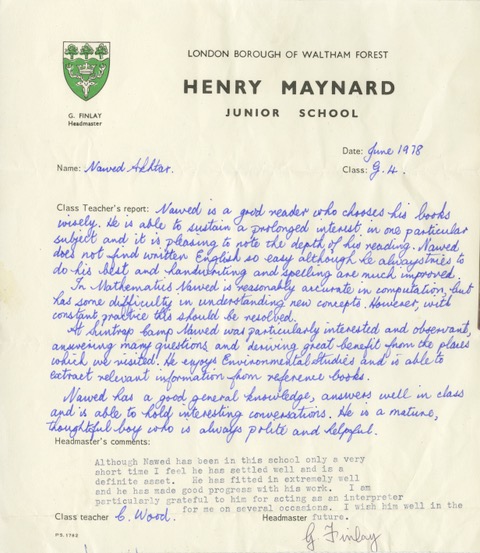 LONDON BOROUGH OF WALTHAM FOREST
HENRY MAYNARD
JUNIOR SCHOOL
G. FINLAY
Headmaster
Date: June 1978
Name: Nawed Akhtar.
Class: G.4.
Class Teacher's report: Nawed is a good reader who chooses his books
wisely. He is able to sustain a prolonged interest in one particular
subject and it is pleasing to note the depth of his reading. Nawed
does not find written English so easy although he always tries to
do his best and handwriting and spelling are much improved.
In Mathematics Nawed is reasonably accurate in computation, but
has some difficulty in understanding new concepts. However, with
constant practice this should be resolved.
At Camp Nawed was particularly interested and observant,
answering many questions and deriving great benefit from the places
which we visited. He enjoys Environmental Studies and is able to
extract relevant information from reference books.
Nawed has a good general knowledge, answers well in class
and is able to hold interesting conversations. He is a mature,
thoughtful boy who is always polite and helpful.
Headmaster's comments:
Although Nawed has been in this school only a very
short time I feel he has settled well and is a
definite asset. He has fitted in extremely well
and he has made good progress with his work. I am
particularly grateful to him for acting as an interpreter
for me on several occasions. I wish him well in the
future.
Class teacher C. Wood.
Headmaster
G Finlay
P.S. 1762